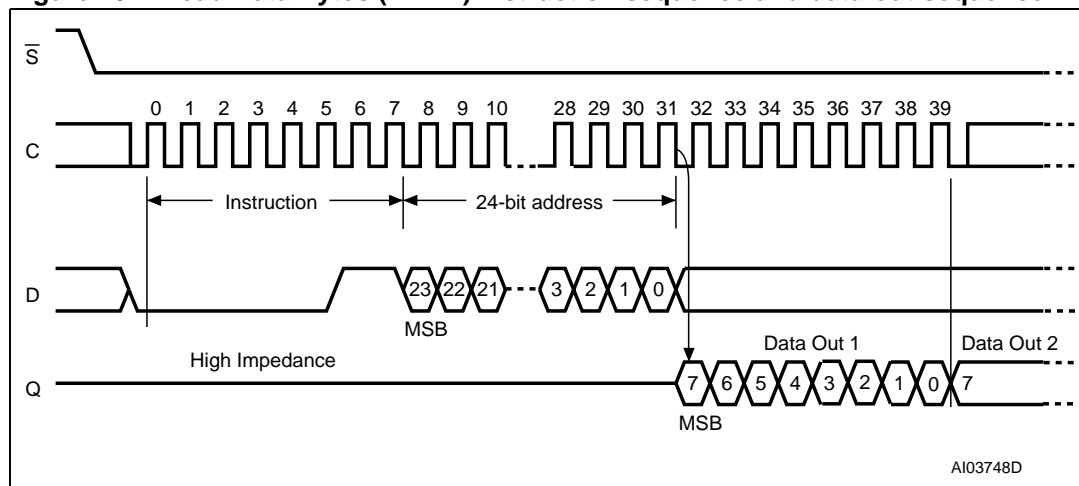 S
0 1 2 3 4 5 6 7 8 9 10 28 29 30 31 32 33 34 35 36 37 38 39
C
Instruction 24-bit address
D
23 22 21 3 2 1 0
MSB
High Impedance Data Out 1 Data Out 2
Q
7 6 5 4 3 2 1 0 7
MSB
AI03748D